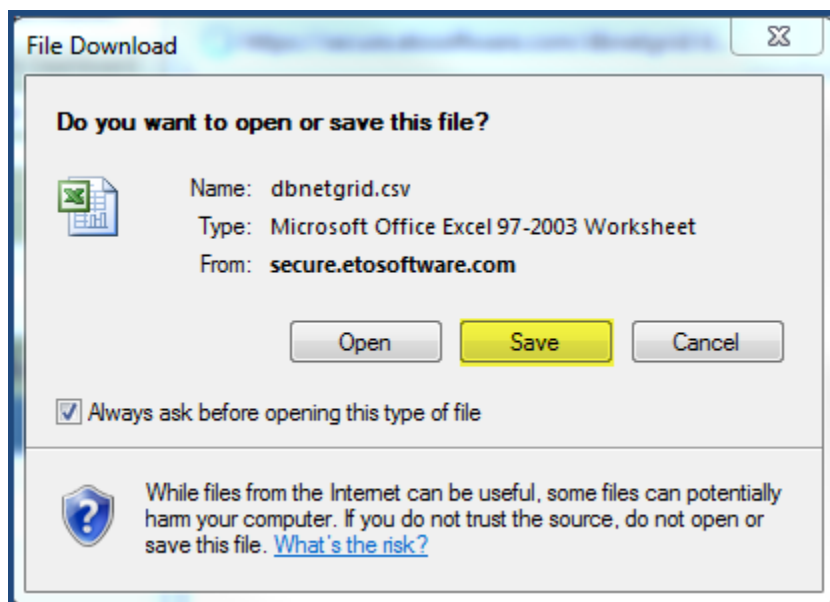 File Download
Do you want to open or save this file?
Name: dbnetgrid.csv
Type: Microsoft Office Excel 97-2003 Worksheet
From: secure.etosoftware.com
Open Save Cancel
Always ask before opening this type of file
While files from the Internet can be useful, some files can potentially
harm your computer. If you do not trust the source, do not open or
save this file. What's the risk?